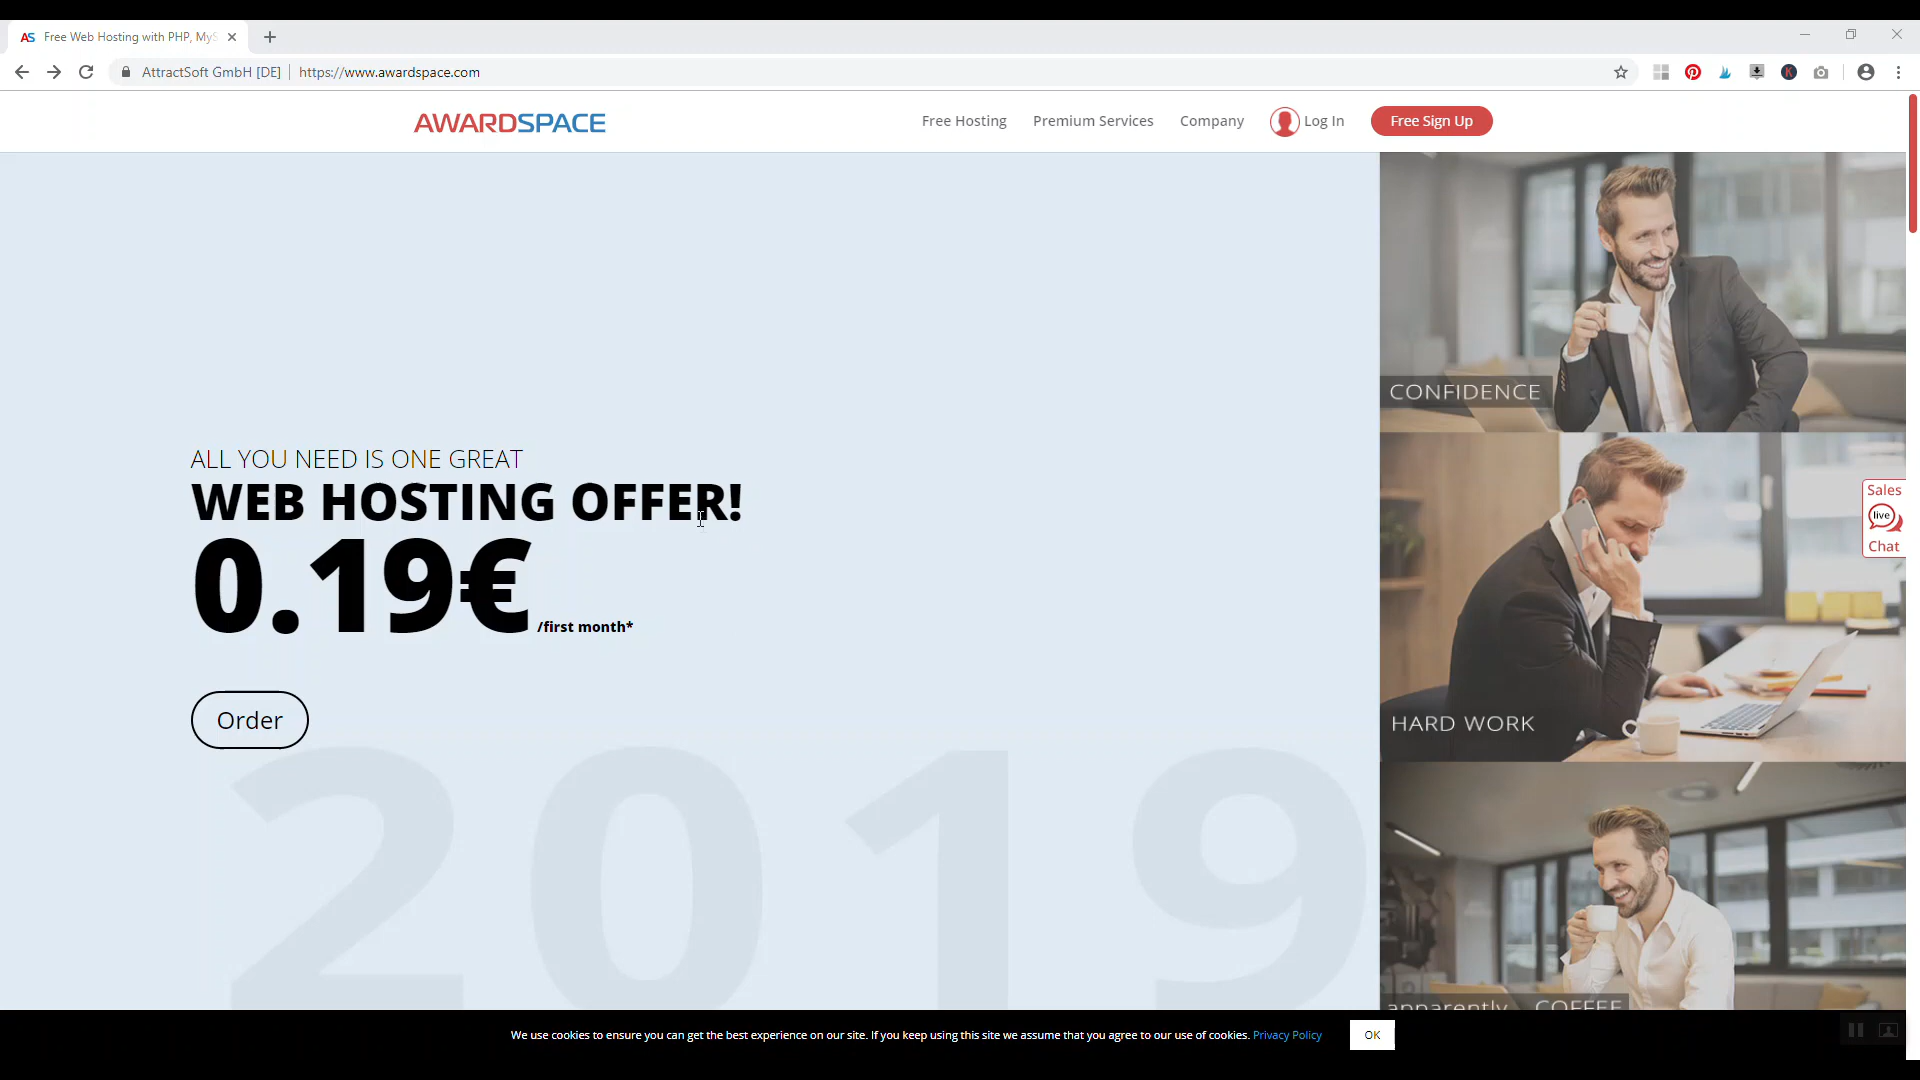 AS Free Web Hosting with PHP, MyS
AttractSoft GmbH [DE] https://www.awardspace.com
K
AWARDSPACE
Free Hosting
Premium Services
Company
Log In
Free Sign Up
ALL YOU NEED IS ONE GREAT
WEB HOSTING OFFER!
0.19€ /first month*
Order
2019
CONFIDENCE
HARD WORK
apparently... COFFEE
Sales
live
Chat
We use cookies to ensure you can get the best experience on our site. If you keep using this site we assume that you agree to our use of cookies. Privacy Policy
OK